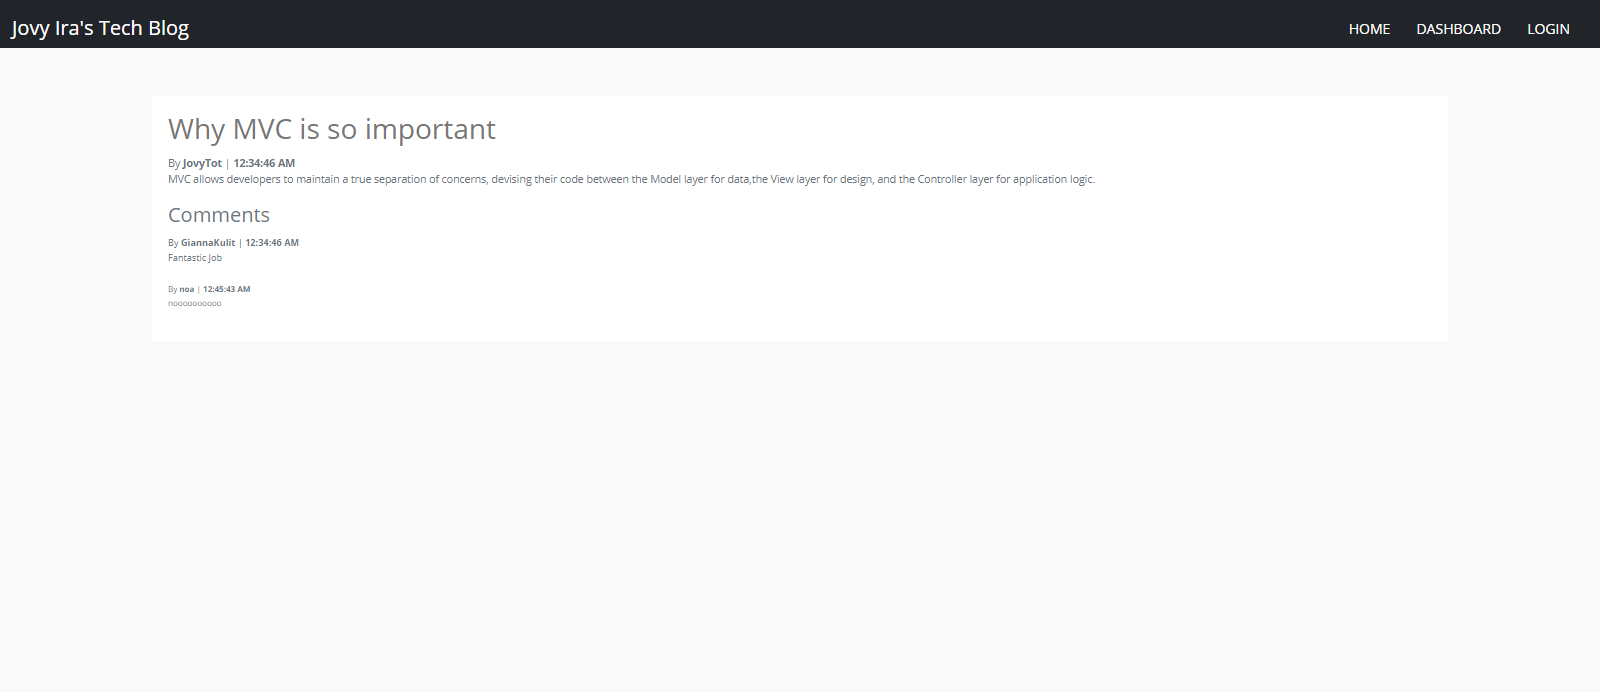 Jovy Ira's Tech Blog
HOME DASHBOARD LOGIN
Why MVC is so important
By JovyTot | 12:34:46 AM
MVC allows developers to maintain a true separation of concerns, devising their code between the Model layer for data,the View layer for design, and the Controller layer for application logic.
Comments
By GiannaKulit | 12:34:46 AM
Fantastic Job
By noa | 12:45:43 AM
noooooooooo